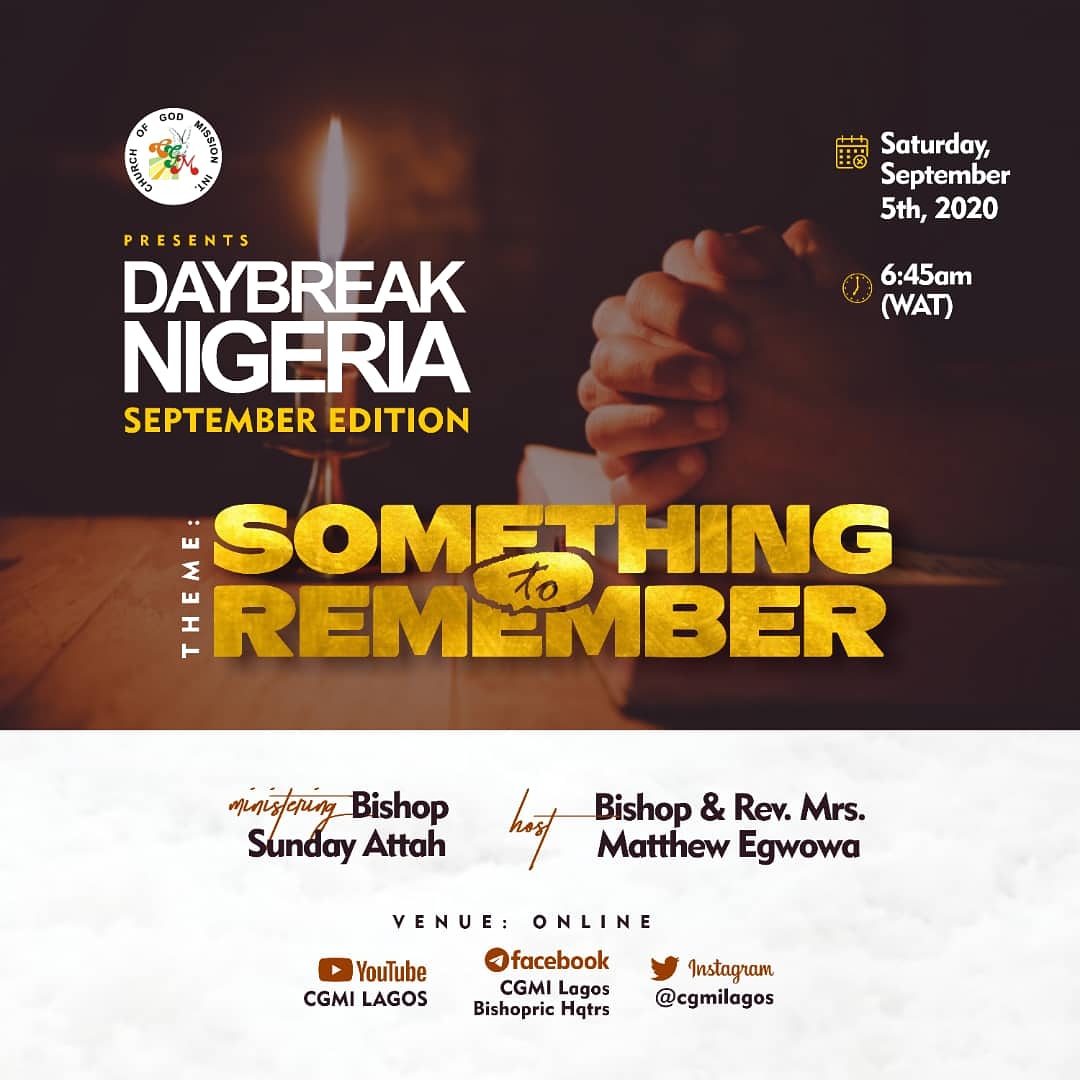 CHURCH OF GOD MISSION INT.
CGM
PRESENTS
DAYBREAK
NIGERIA
SEPTEMBER EDITION
Saturday,
September
5th, 2020
6:45am
(WAT)
THEME:
SOMETHING
to
REMEMBER
ministering Bishop
Sunday Attah
host Bishop & Rev. Mrs.
Matthew Egwowa
VENUE: ONLINE
YouTube
CGMI LAGOS
facebook
CGMI Lagos
Bishopric Hqtrs
Instagram
@cgmilagos